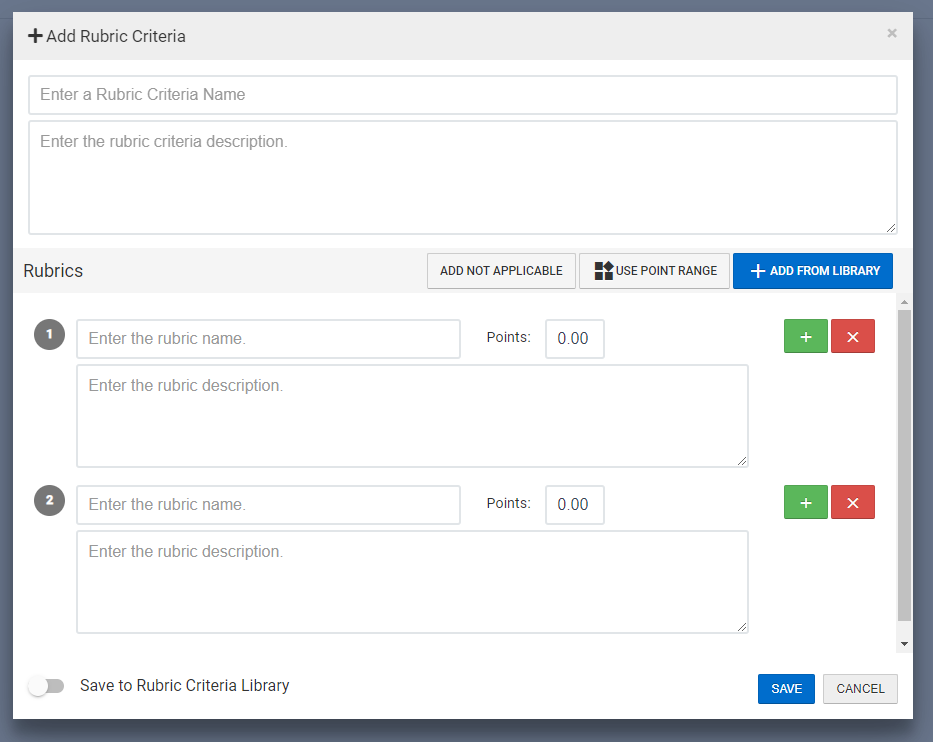 Add Rubric Criteria
Enter a Rubric Criteria Name
Enter the rubric criteria description.
Rubrics ADD NOT APPLICABLE USE POINT RANGE ADD FROM LIBRARY
1 Enter the rubric name. Points: 0.00
Enter the rubric description.
2 Enter the rubric name. Points: 0.00
Enter the rubric description.
Save to Rubric Criteria Library SAVE CANCEL